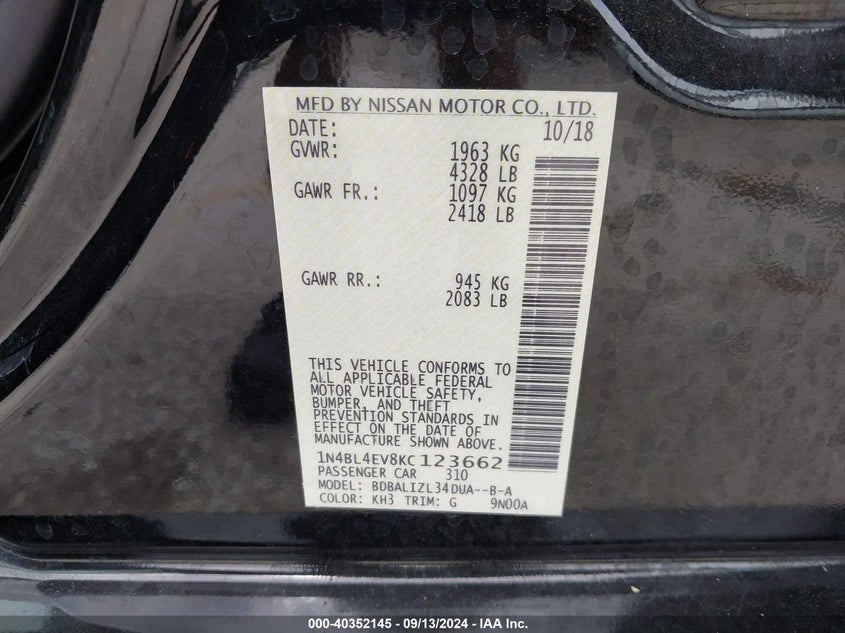 MFD BY NISSAN MOTOR CO., LTD.
DATE: 10/18
GVWR: 1963 KG
4328 LB
GAWR FR.: 1097 KG
2418 LB
GAWR RR.: 945 KG
2083 LB
THIS VEHICLE CONFORMS TO
ALL APPLICABLE FEDERAL
MOTOR VEHICLE SAFETY,
BUMPER, AND THEFT
PREVENTION STANDARDS IN
EFFECT ON THE DATE OF
MANUFACTURE SHOWN ABOVE.
1N4BL4EV8KC123662
PASSENGER CAR 310
MODEL: BDBALIZL34DUA--B-A
COLOR: KH3 TRIM: G 9N00A
000-40352145 - 09/13/2024 - IAA Inc.